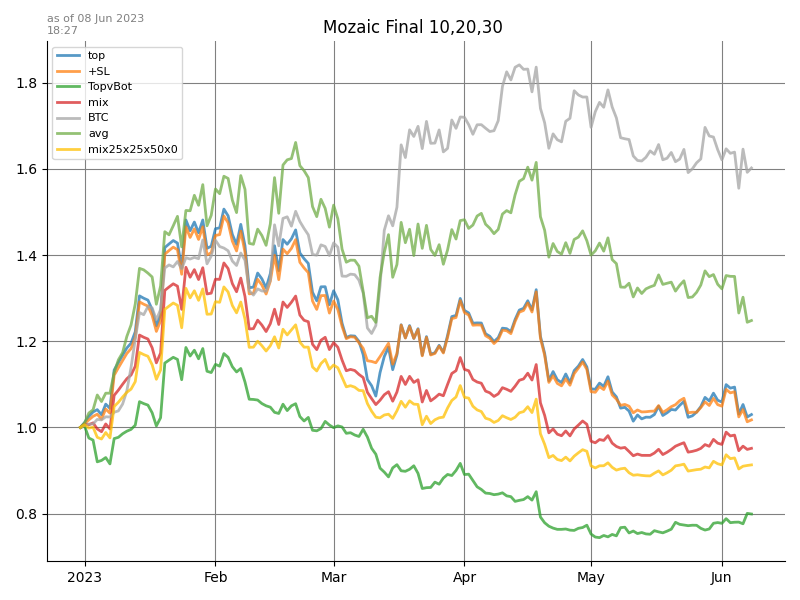 as of 08 Jun 2023
18:27
Mozaic Final 10,20,30
top
+SL
TopvBot
mix
BTC
avg
mix25x25x50x0
1.8
1.6
1.4
1.2
1.0
0.8
2023 Feb Mar Apr May Jun